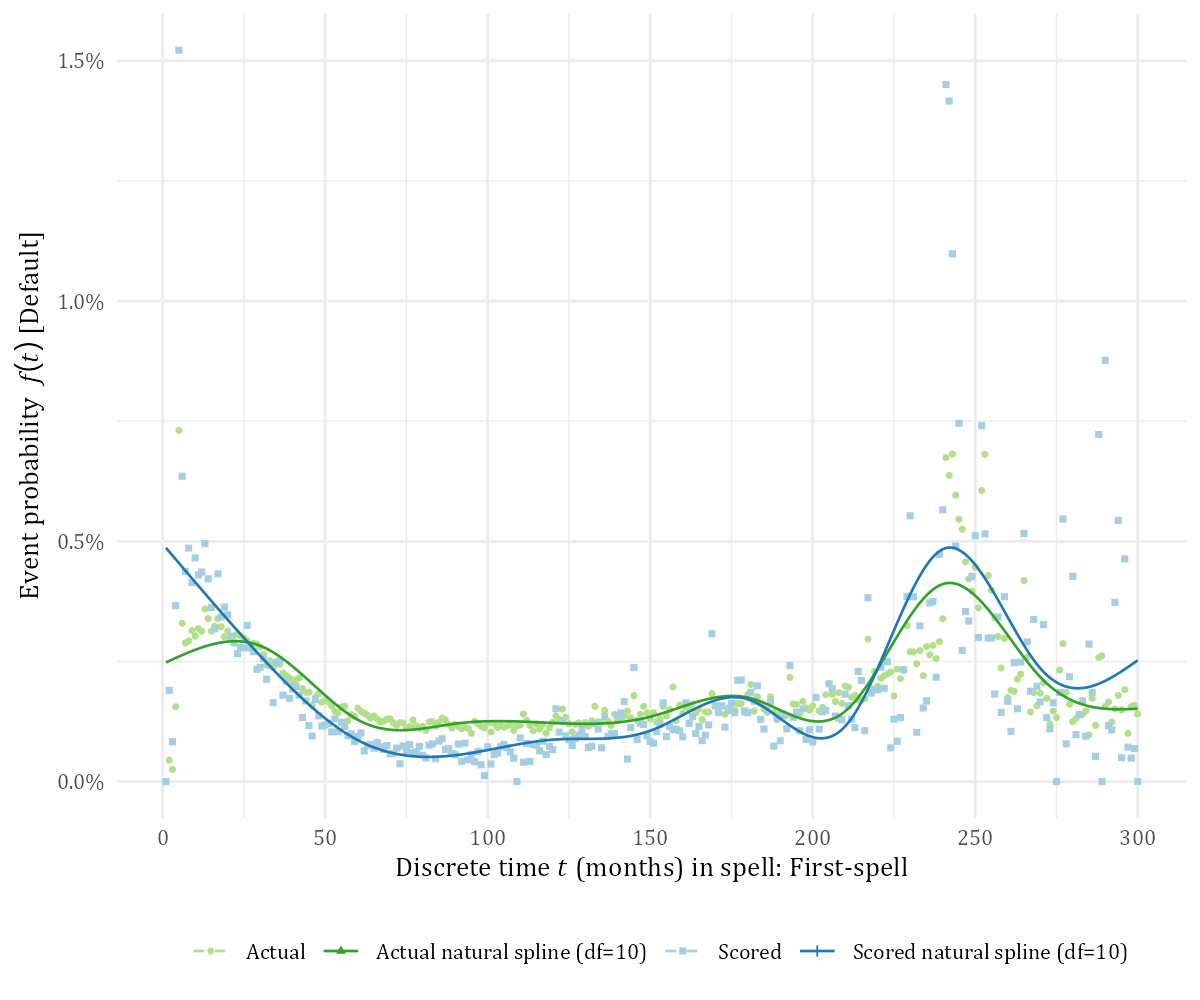 Event probability f(t) [Default]
1.5%
1.0%
0.5%
0.0%
0 50 100 150 200 250 300
Discrete time t (months) in spell: First-spell
Actual Actual natural spline (df=10) Scored Scored natural spline (df=10)